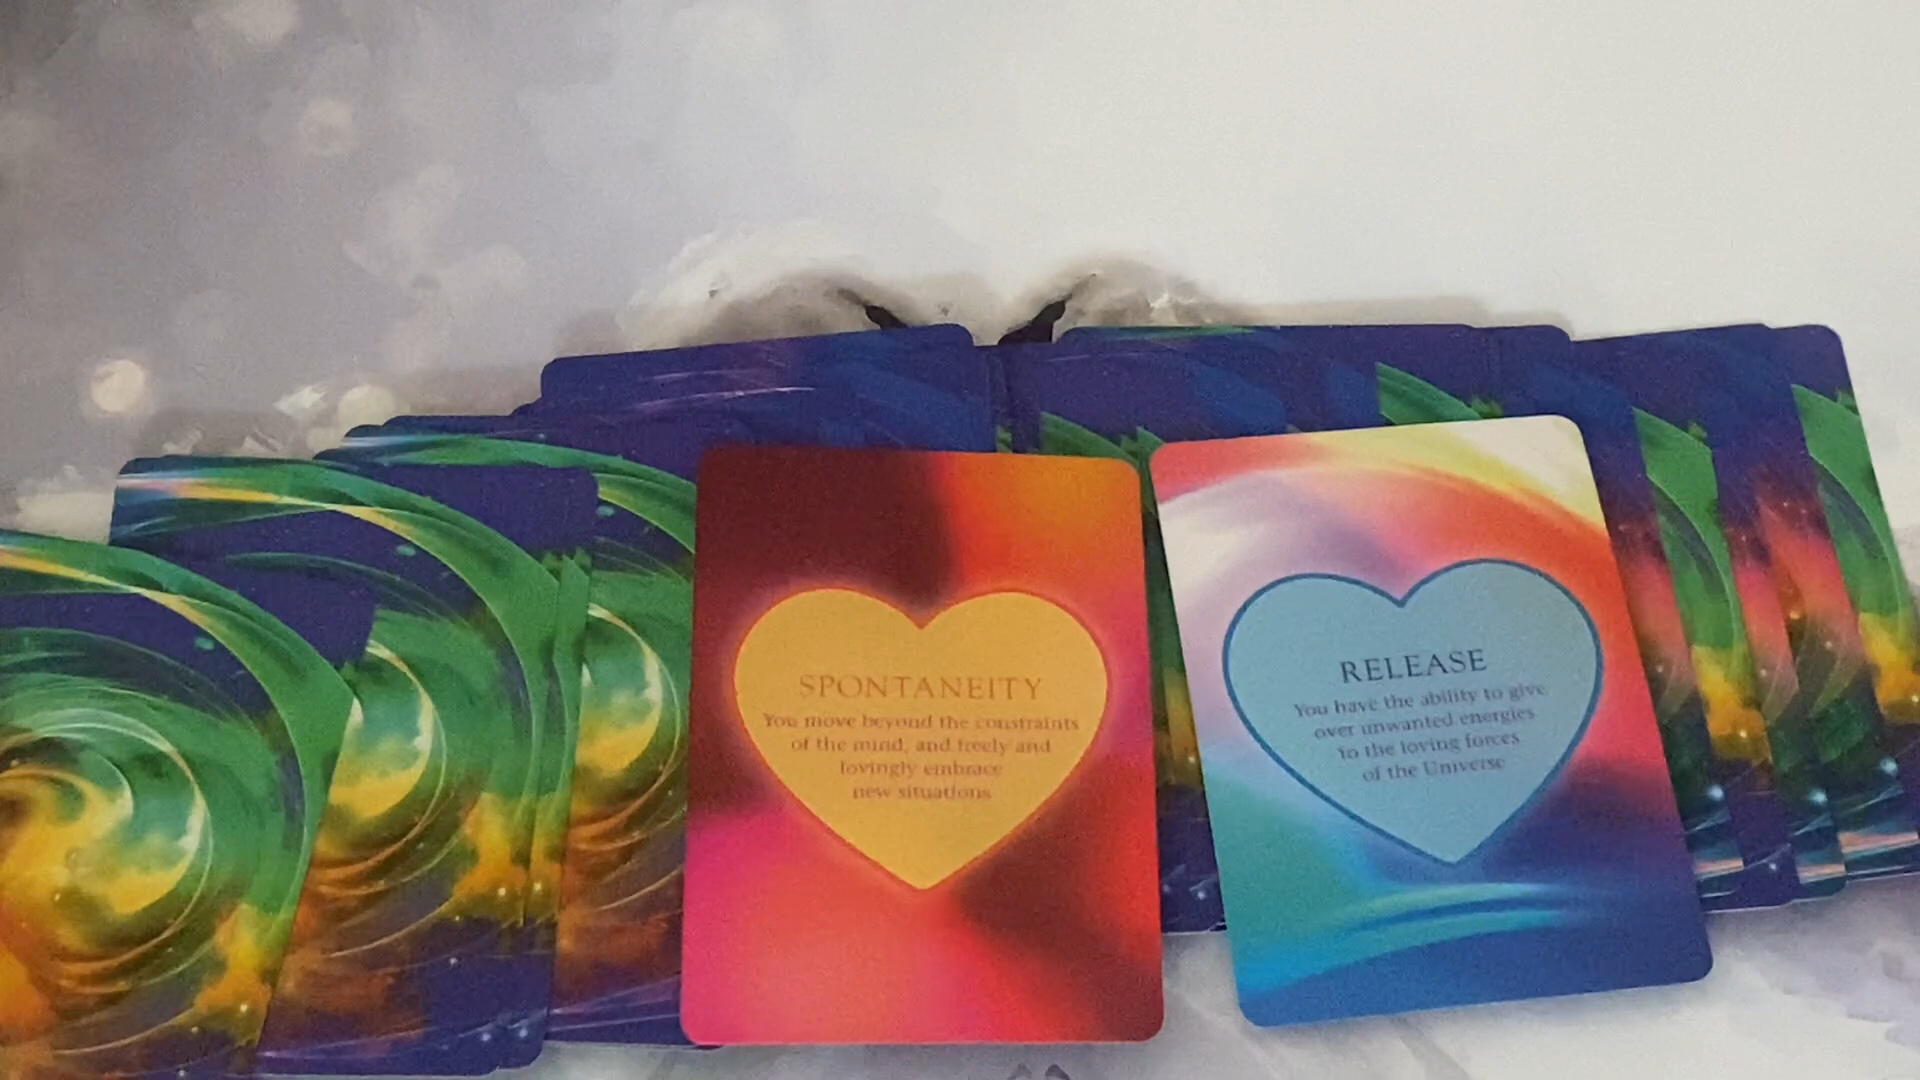 SPONTANEITY
You move beyond the constraints
of the mind, and freely and
lovingly embrace
new situations
RELEASE
You have the ability to give
over unwanted energies
to the loving forces
of the Universe